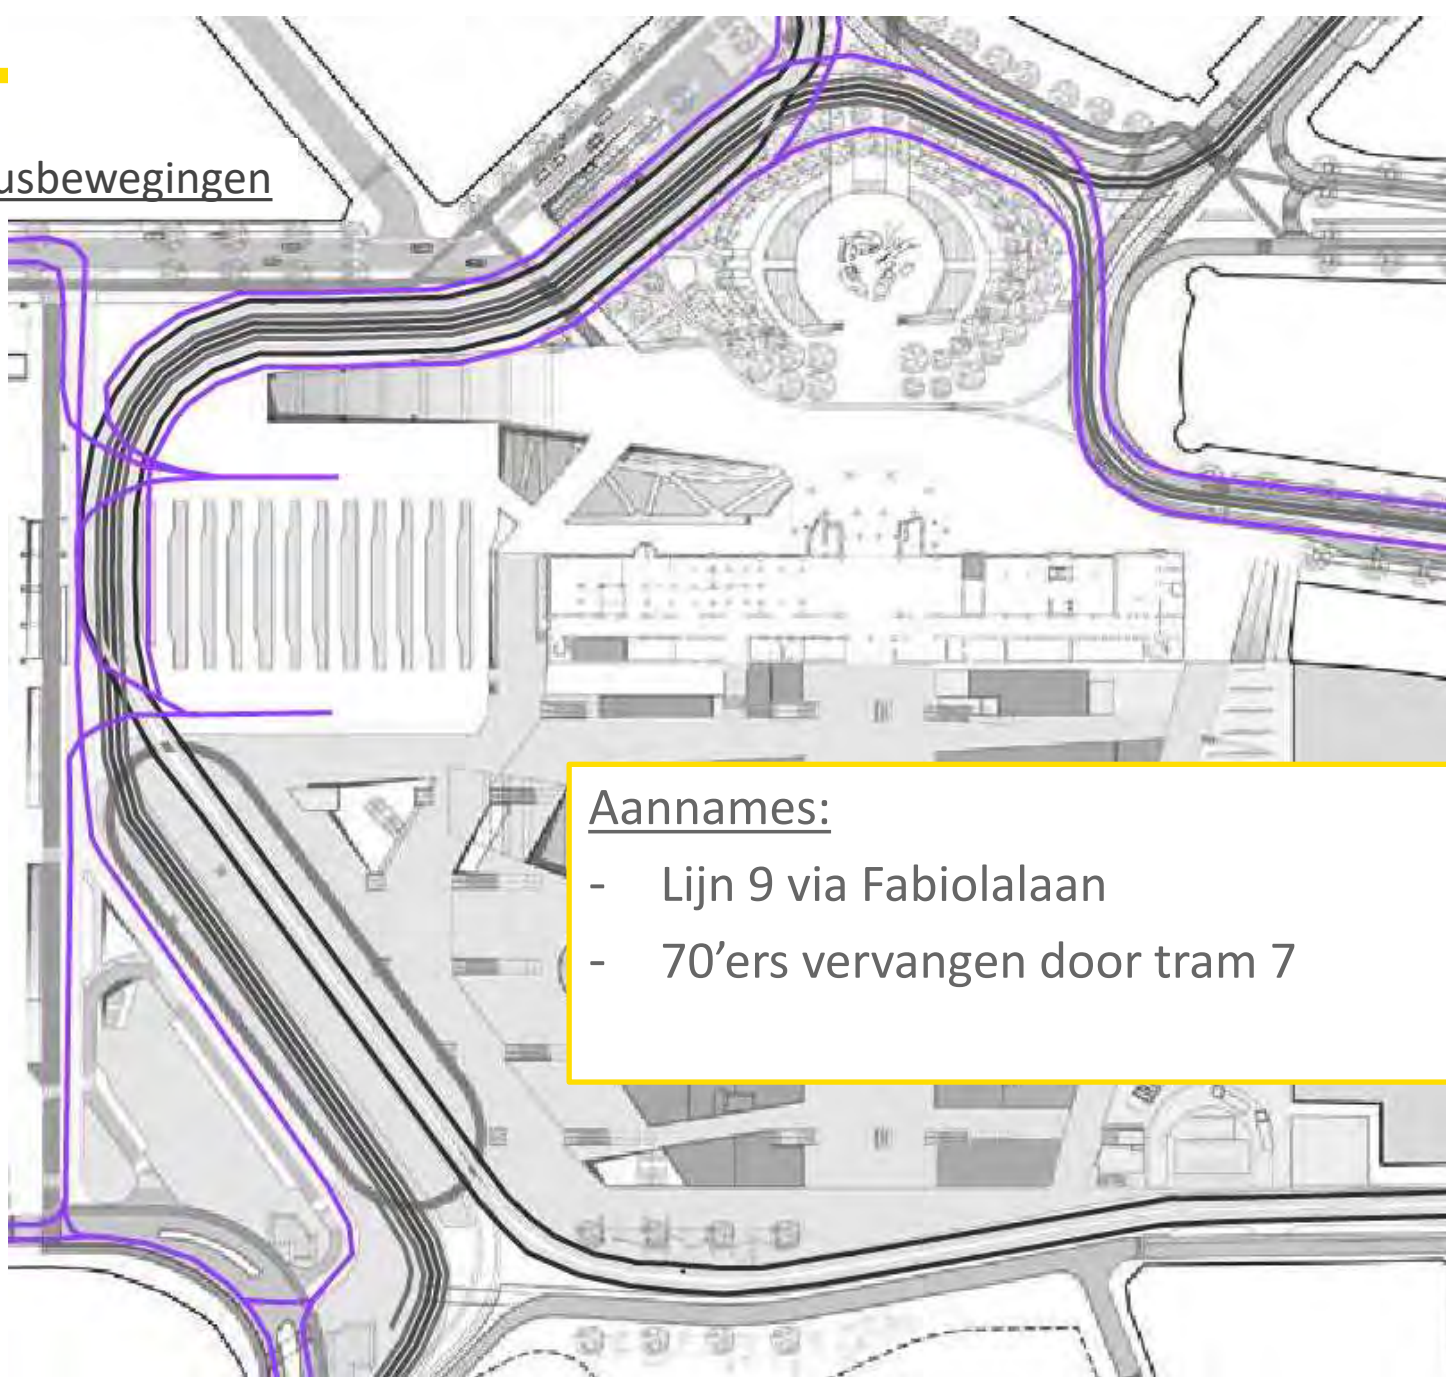 usbewegingen
Aannames:
- Lijn 9 via Fabiolalaan
- 70’ers vervangen door tram 7